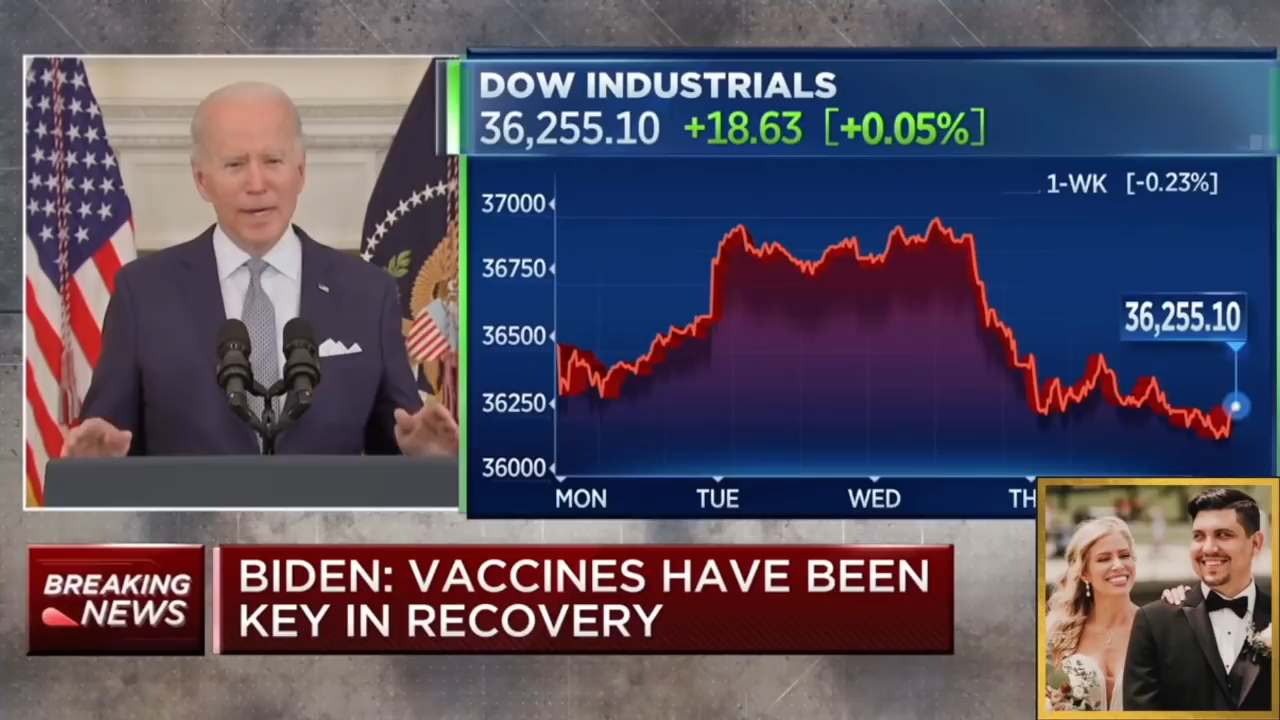 DOW INDUSTRIALS
36,255.10 +18.63 [+0.05%]
1-WK [-0.23%]
37000
36750
36500
36250
36000
36,255.10
MON TUE WED TH
BREAKING
NEWS
BIDEN: VACCINES HAVE BEEN
KEY IN RECOVERY